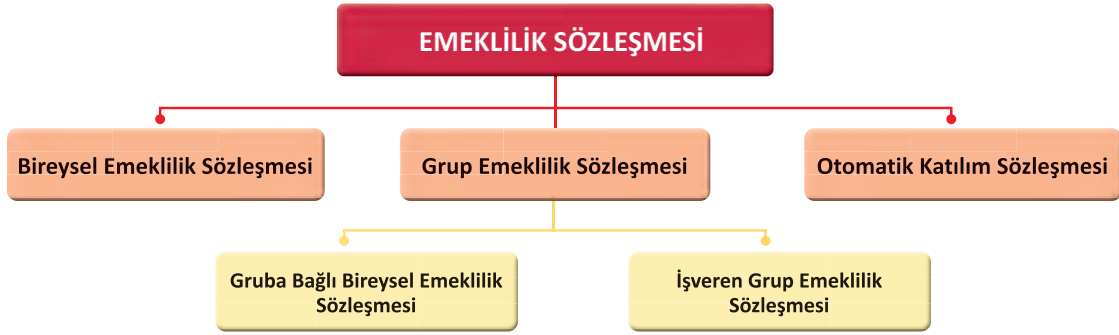 EMEKLİLİK SÖZLEŞMESİ
Bireysel Emeklilik Sözleşmesi
Grup Emeklilik Sözleşmesi
Otomatik Katılım Sözleşmesi
Gruba Bağlı Bireysel Emeklilik
Sözleşmesi
İşveren Grup Emeklilik
Sözleşmesi